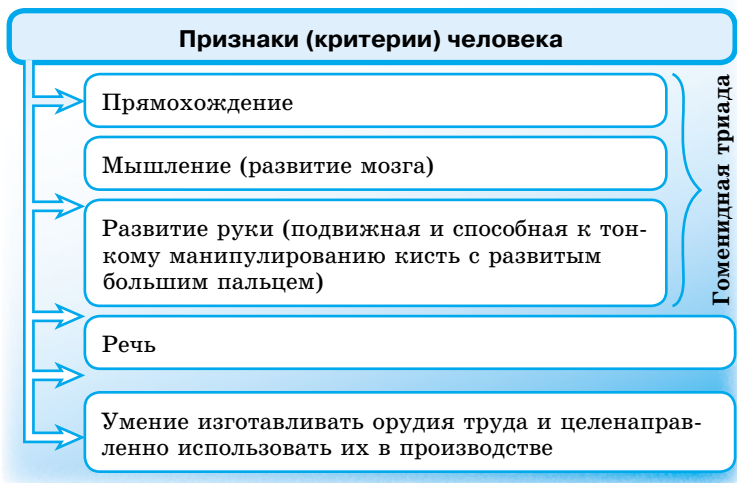 Признаки (критерии) человека
Прямохождение
Мышление (развитие мозга)
Развитие руки (подвижная и способная к тон-
кому манипулированию кисть с развитым
большим пальцем)
Гоменидная триада
Речь
Умение изготавливать орудия труда и целенаправ-
ленно использовать их в производстве